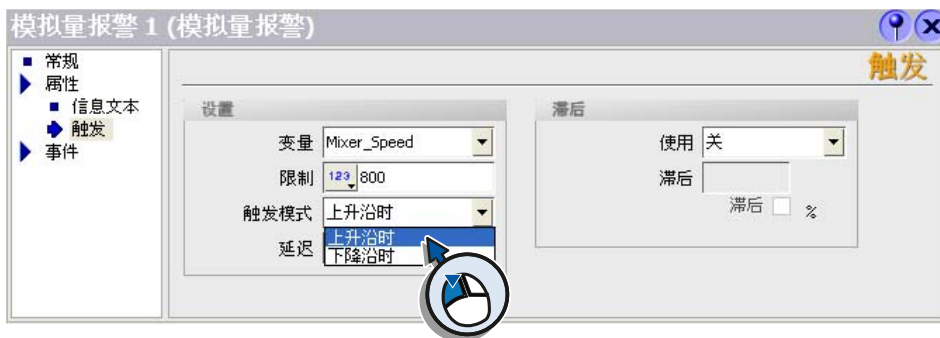 模拟量报警 1 (模拟量报警)
常规
属性
信息文本
触发
事件
触发
设置
变量 Mixer_Speed
限制 123 800
触发模式 上升沿时
上升沿时
延迟 下降沿时
滞后
使用 关
滞后
滞后 %